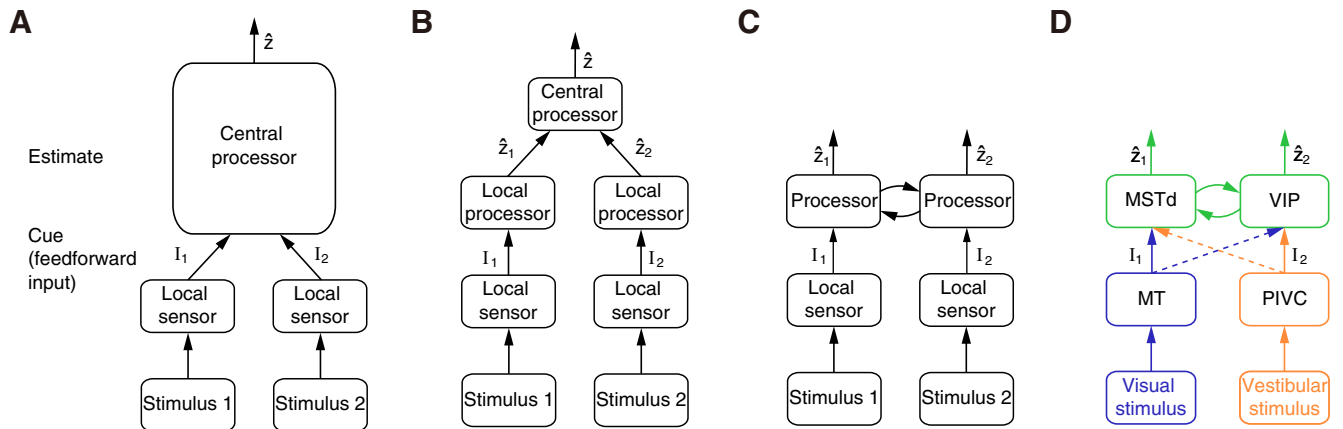 A
ẑ
Central
processor
Estimate
Cue
(feedforward
input)
I₁
I₂
Local
sensor
Local
sensor
Stimulus 1
Stimulus 2
B
ẑ
Central
processor
ẑ₁
ẑ₂
Local
processor
Local
processor
I₁
I₂
Local
sensor
Local
sensor
Stimulus 1
Stimulus 2
C
ẑ₁
ẑ₂
Processor
Processor
I₁
I₂
Local
sensor
Local
sensor
Stimulus 1
Stimulus 2
D
ẑ₁
ẑ₂
MSTd
VIP
I₁
I₂
MT
PIVC
Visual
stimulus
Vestibular
stimulus